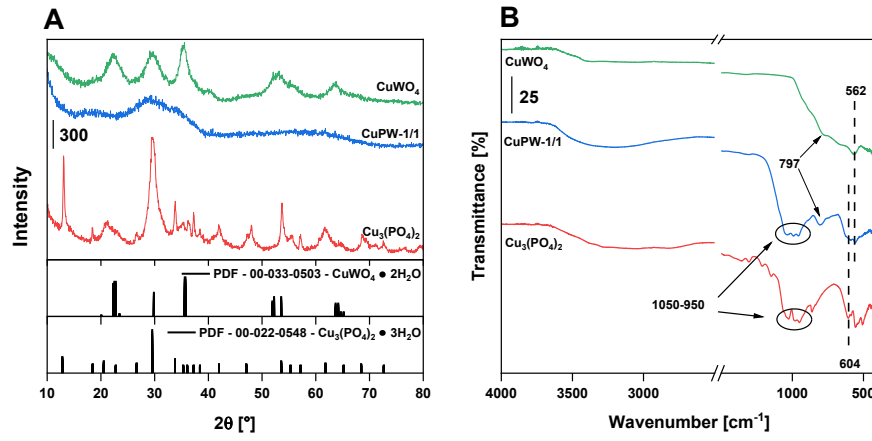 A
CuWO₄
CuPW-1/1
300
Cu₃(PO₄)₂
PDF - 00-033-0503 - CuWO₄ • 2H₂O
PDF - 00-022-0548 - Cu₃(PO₄)₂ • 3H₂O
10 20 30 40 50 60 70 80
2θ [°]
Intensity
B
CuWO₄
562
25
CuPW-1/1
797
Cu₃(PO₄)₂
1050-950
604
4000 3500 3000 1000 500
Wavenumber [cm⁻¹]
Transmittance [%]